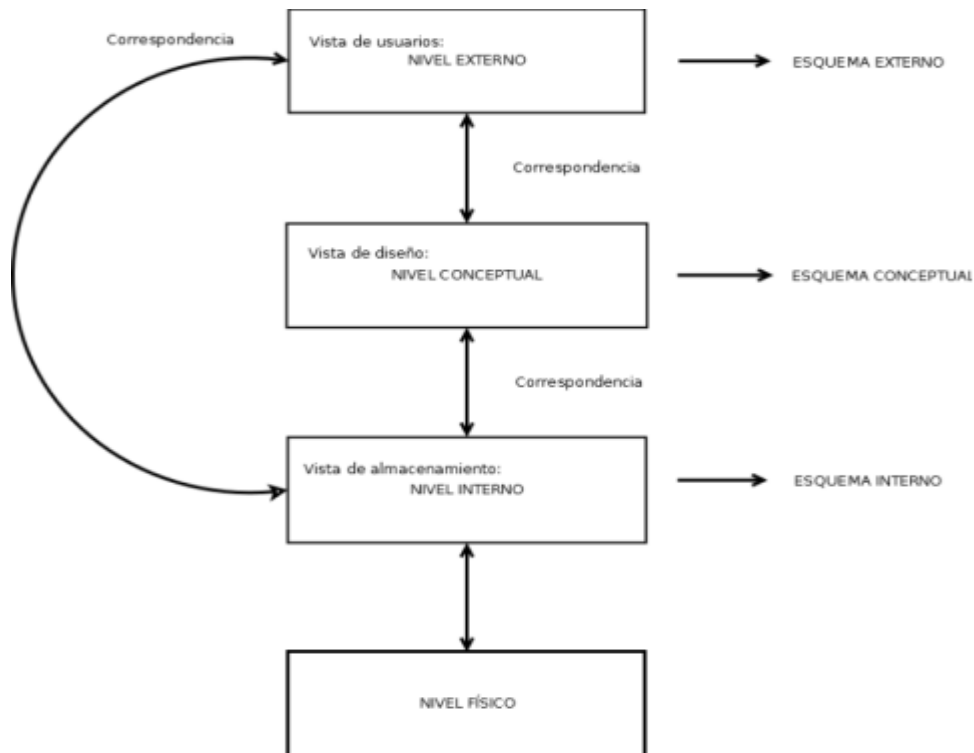 Correspondencia
Vista de usuarios:
NIVEL EXTERNO
ESQUEMA EXTERNO
Correspondencia
Vista de diseño:
NIVEL CONCEPTUAL
ESQUEMA CONCEPTUAL
Correspondencia
Vista de almacenamiento:
NIVEL INTERNO
ESQUEMA INTERNO
NIVEL FÍSICO